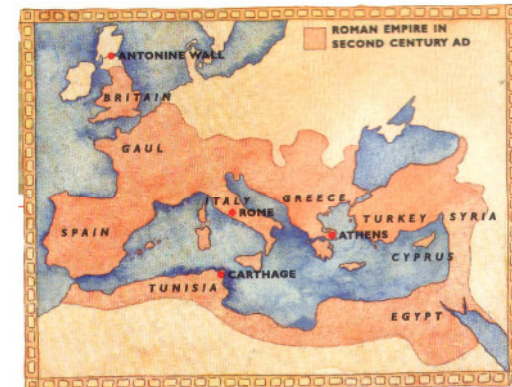 ROMAN EMPIRE IN
SECOND CENTURY AD
ANTONINE WALL
BRITAIN
GAUL
ITALY
ROME
GREECE
SPAIN
TURKEY
SYRIA
ATHENS
CYPRUS
CARTHAGE
TUNISIA
EGYPT